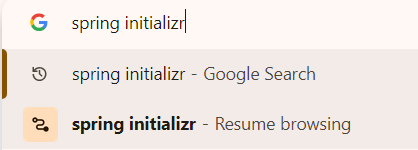 spring initializr
spring initializr - Google Search
spring initializr - Resume browsing